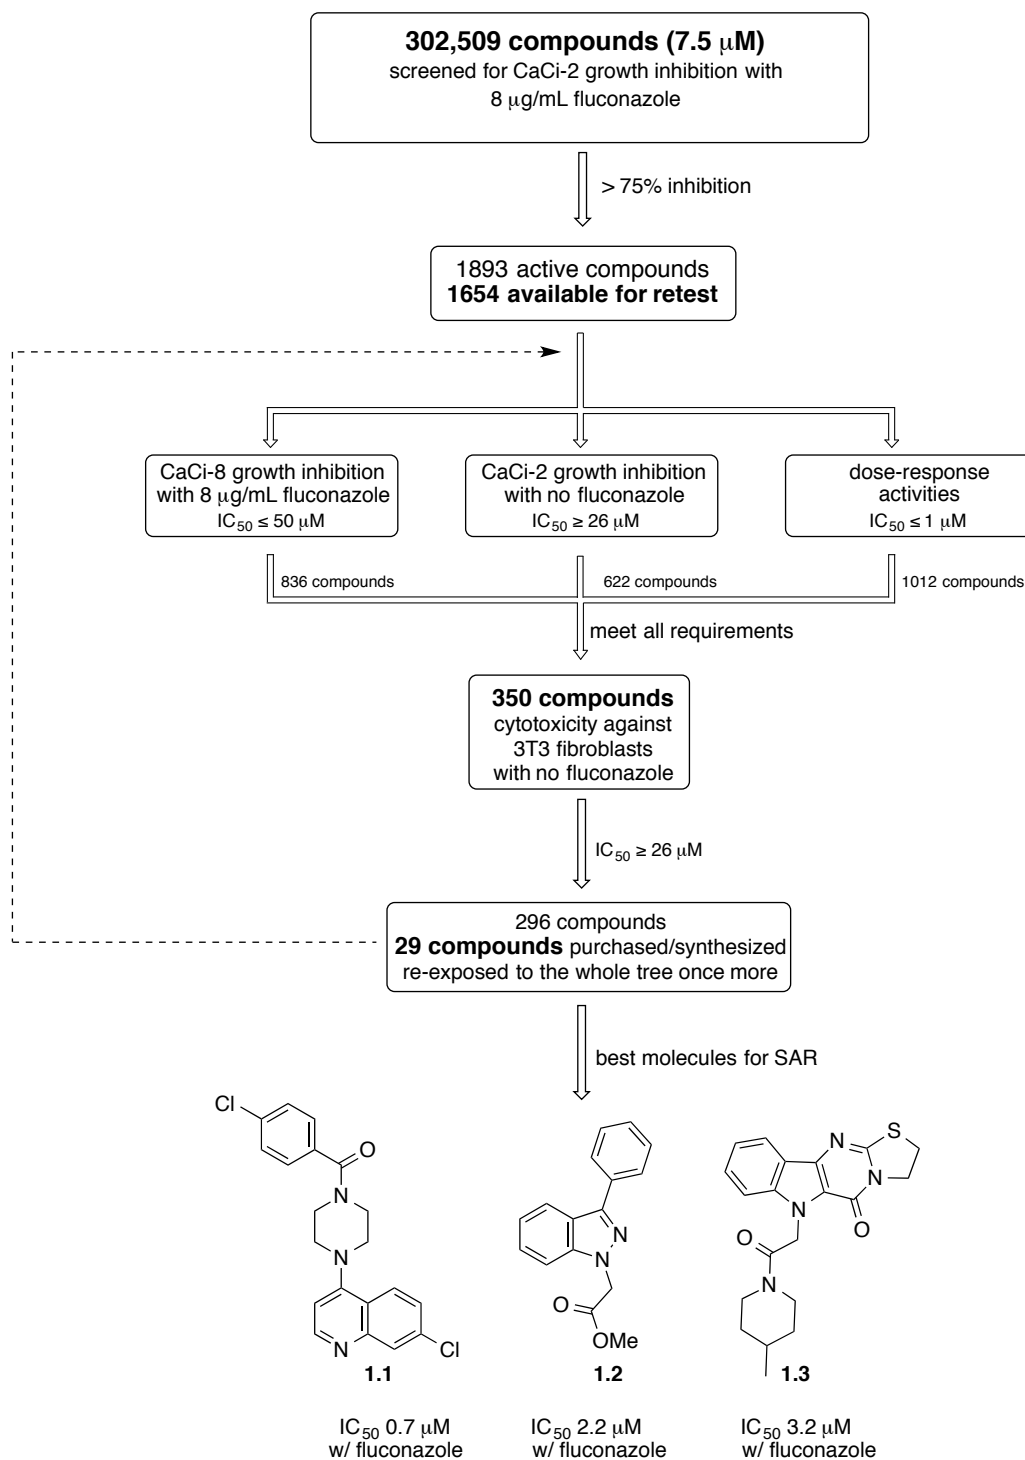 302,509 compounds (7.5 μM)
screened for CaCi-2 growth inhibition with
8 μg/mL fluconazole
> 75% inhibition
1893 active compounds
1654 available for retest
CaCi-8 growth inhibition
with 8 μg/mL fluconazole
IC50 ≤ 50 μM
CaCi-2 growth inhibition
with no fluconazole
IC50 ≥ 26 μM
dose-response
activities
IC50 ≤ 1 μM
836 compounds
622 compounds
1012 compounds
meet all requirements
350 compounds
cytotoxicity against
3T3 fibroblasts
with no fluconazole
IC50 ≥ 26 μM
296 compounds
29 compounds purchased/synthesized
re-exposed to the whole tree once more
best molecules for SAR
Cl
O
N
N
N
Cl
1.1
IC50 0.7 μM
w/ fluconazole
N
N
O
O
OMe
1.2
IC50 2.2 μM
w/ fluconazole
S
N
N
N
O
O
N
1.3
IC50 3.2 μM
w/ fluconazole